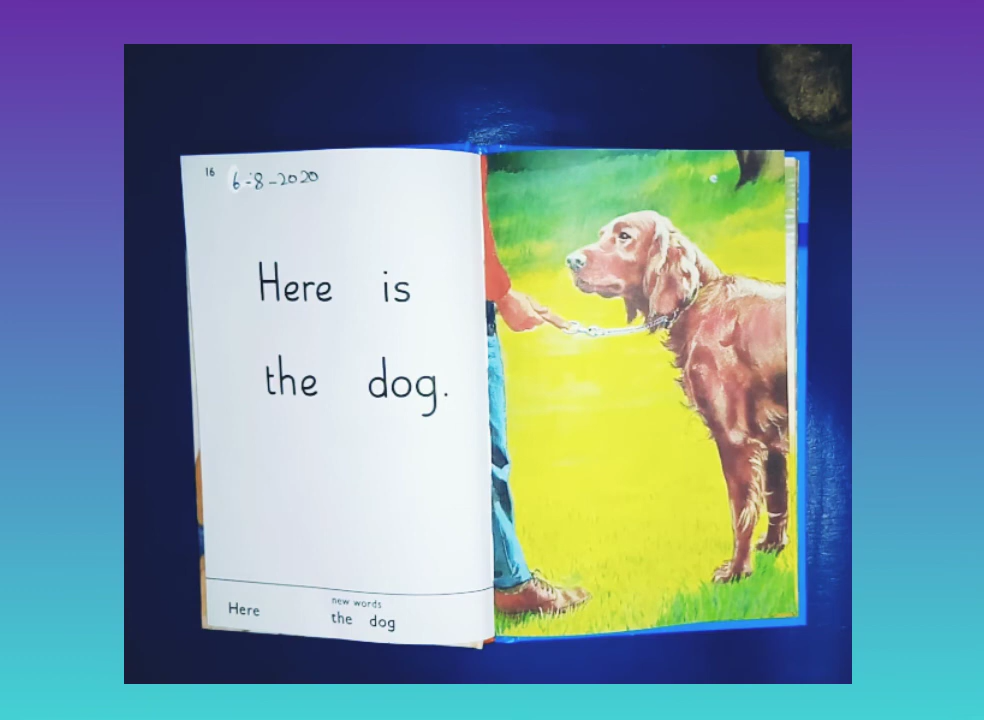 16 6-8-2020
Here is
the dog.
new words
Here the dog